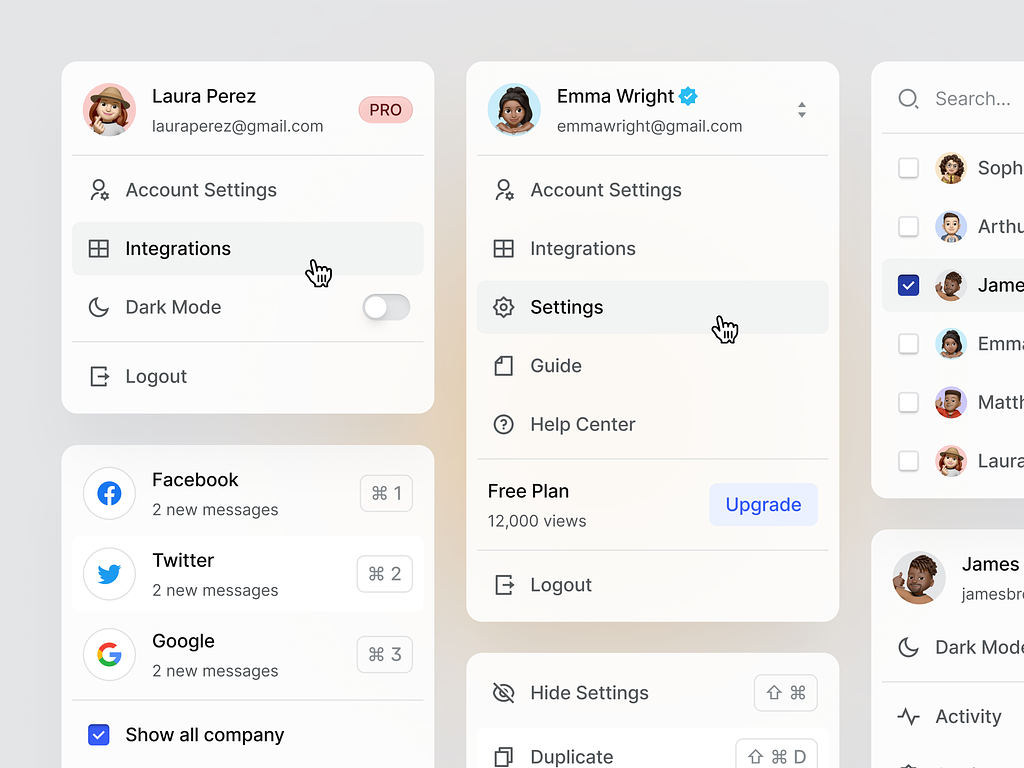 Laura Perez
lauraperez@gmail.com
PRO
Account Settings
Integrations
Dark Mode
Logout
Facebook
2 new messages
⌘ 1
Twitter
2 new messages
⌘ 2
Google
2 new messages
⌘ 3
Show all company
Emma Wright
emmawright@gmail.com
Account Settings
Integrations
Settings
Guide
Help Center
Free Plan
12,000 views
Upgrade
Logout
Hide Settings
⇧ ⌘
Duplicate
⇧ ⌘ D
Search...
Soph
Arthu
Jame
Emma
Matth
Laura
James
jamesbro
Dark Mode
Activity